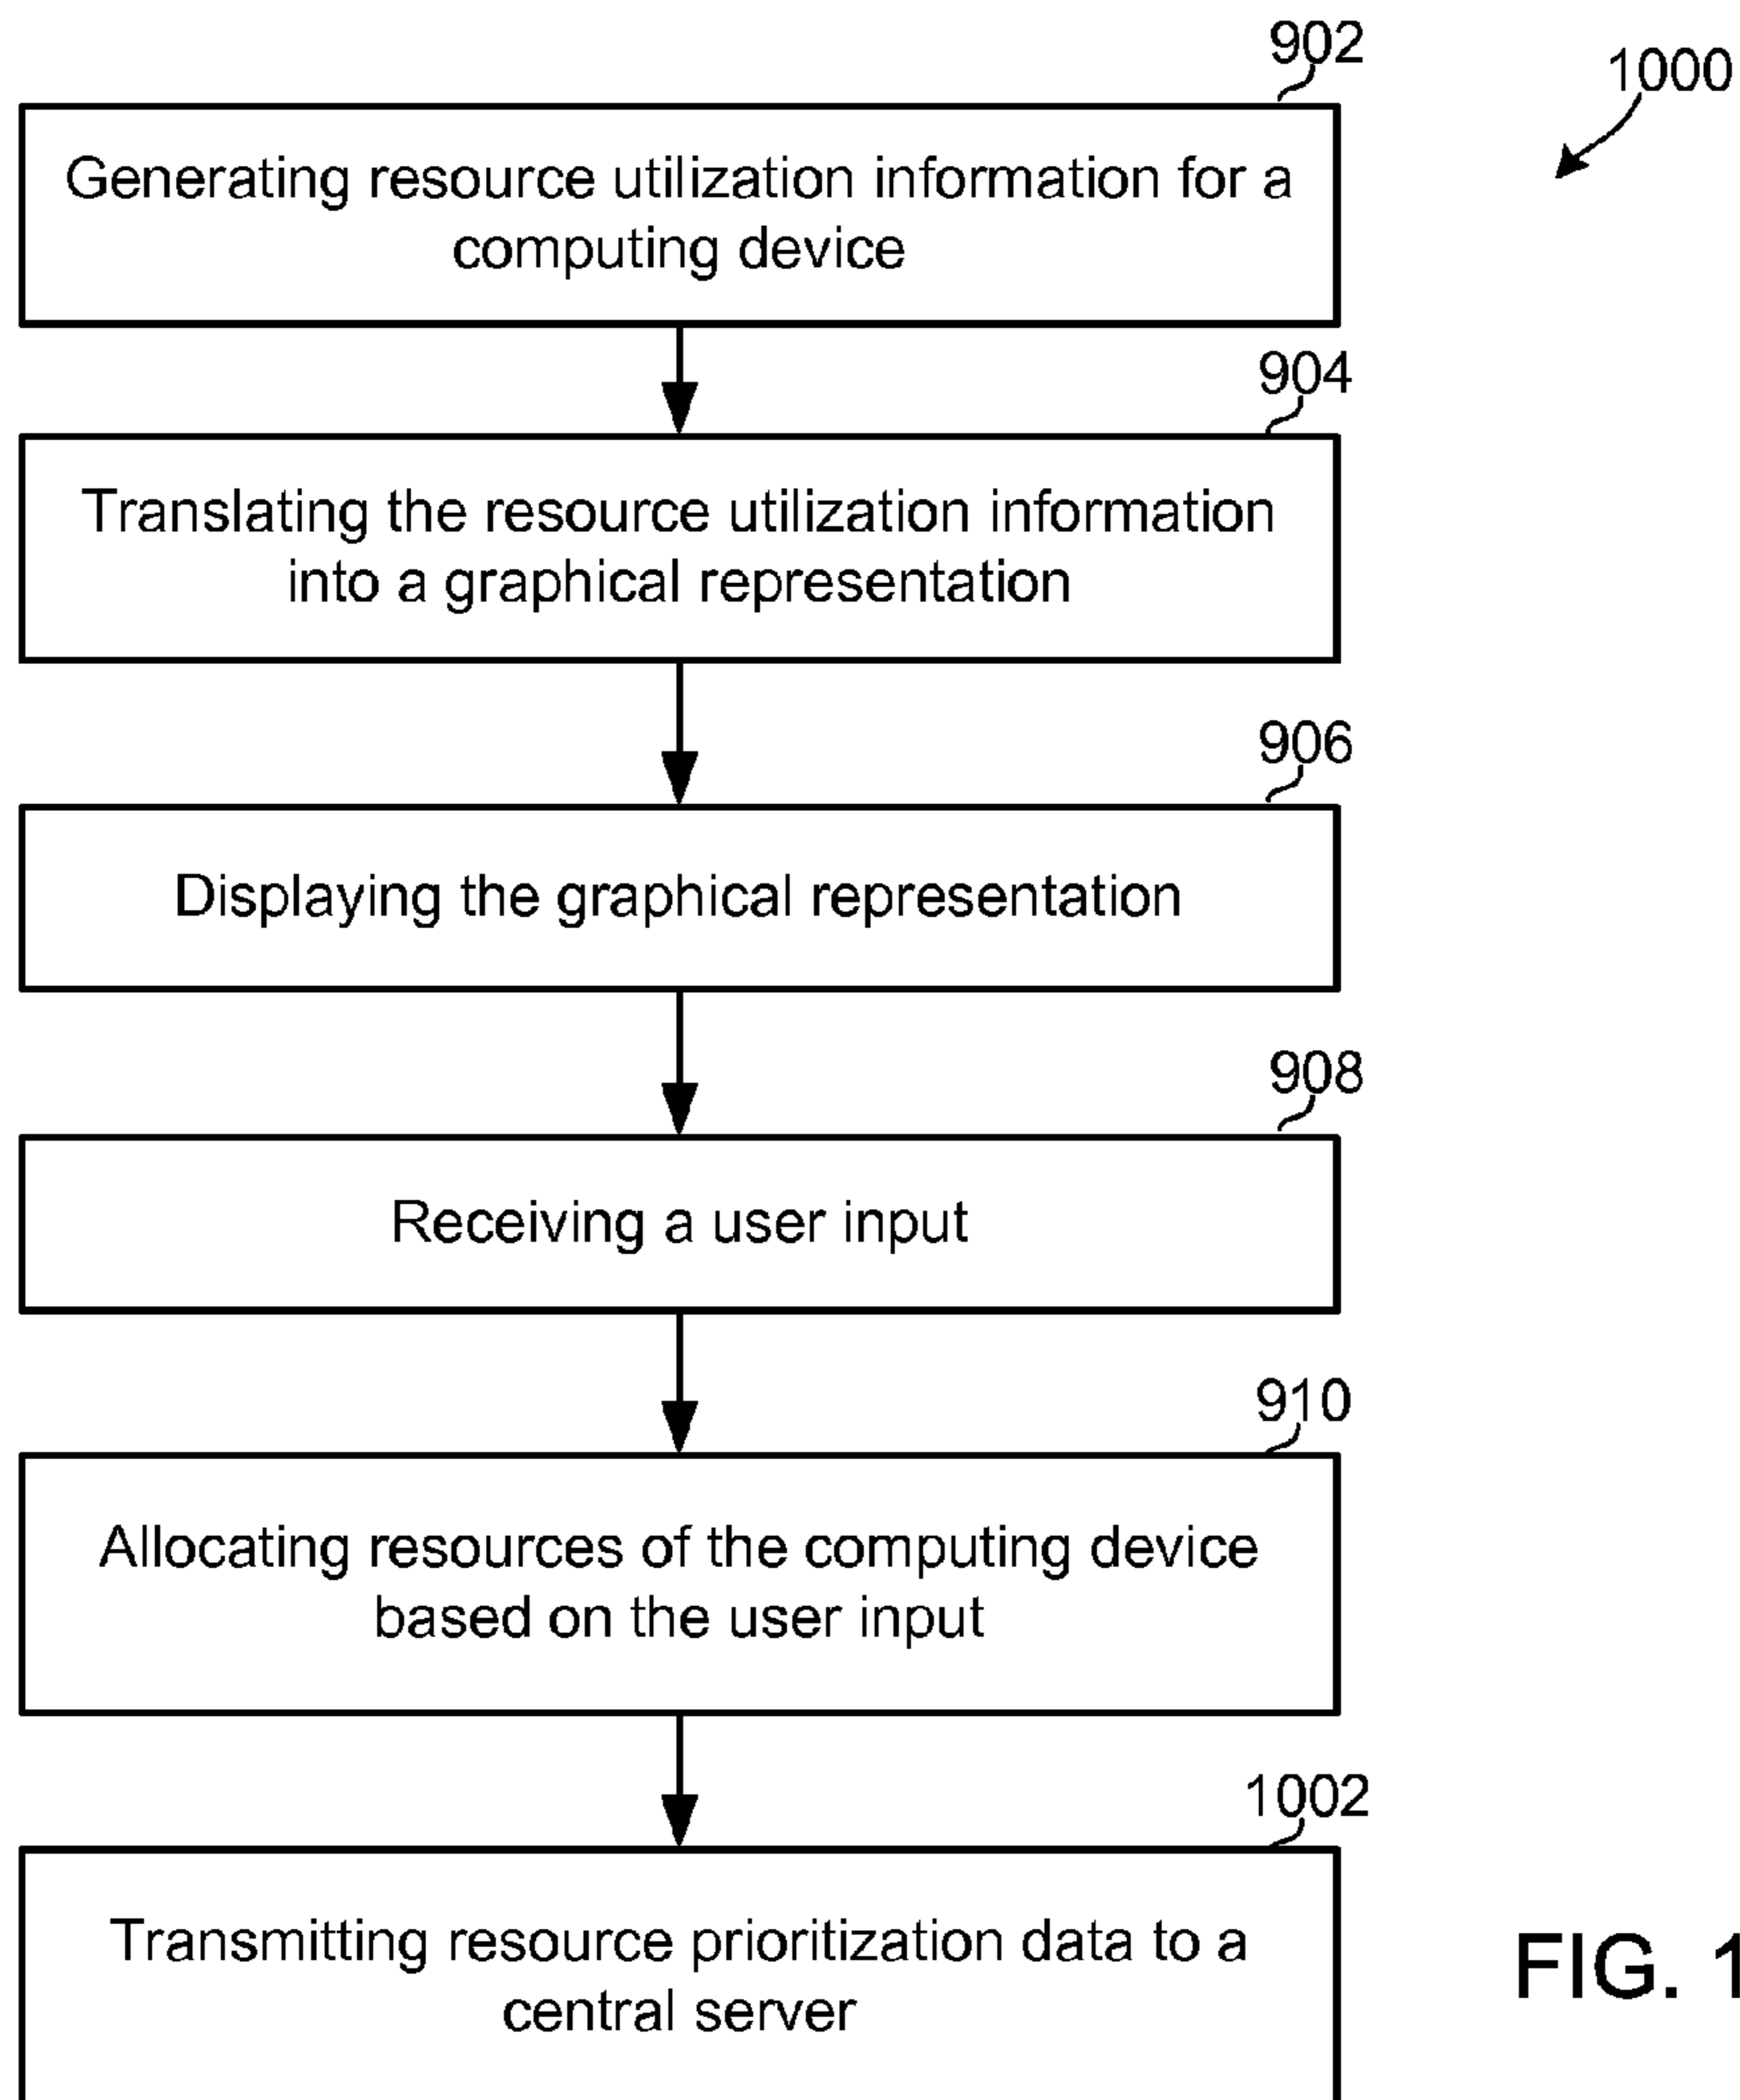 902
1000
Generating resource utilization information for a
computing device
904
Translating the resource utilization information
into a graphical representation
906
Displaying the graphical representation
908
Receiving a user input
910
Allocating resources of the computing device
based on the user input
1002
Transmitting resource prioritization data to a
central server
FIG. 1